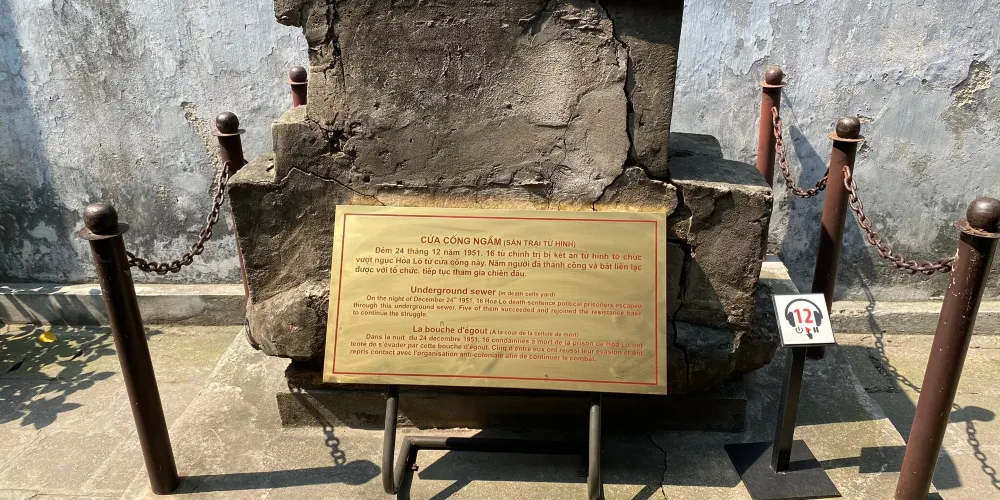 CỬA CỐNG NGẦM (SÂN TRẠI TỬ HÌNH)
Đêm 24 tháng 12 năm 1951, 16 tù chính trị bị kết án tử hình tổ chức
vượt ngục Hỏa Lò từ cửa cống này. Năm người đã thành công và bắt liên lạc
được với tổ chức, tiếp tục tham gia chiến đấu.
Underground sewer (in death cells yard)
On the night of December 24th 1951, 16 Hoa Lo death-sentence political prisoners escaped
through this underground sewer. Five of them succeeded and rejoined the resistance base
to continue the struggle.
La bouche d'égout (A la cour de la cellule de mort)
Dans la nuit du 24 decembre 1951, 16 condamnés a mort de la prison de Hoả Lò ont
tenté de s'évader par cette bouche d'égout. Cinq d'entre eux ont reussi leur evasion et ont
repris contact avec l'organisation anti-coloniale afin de continuer le combat.
12